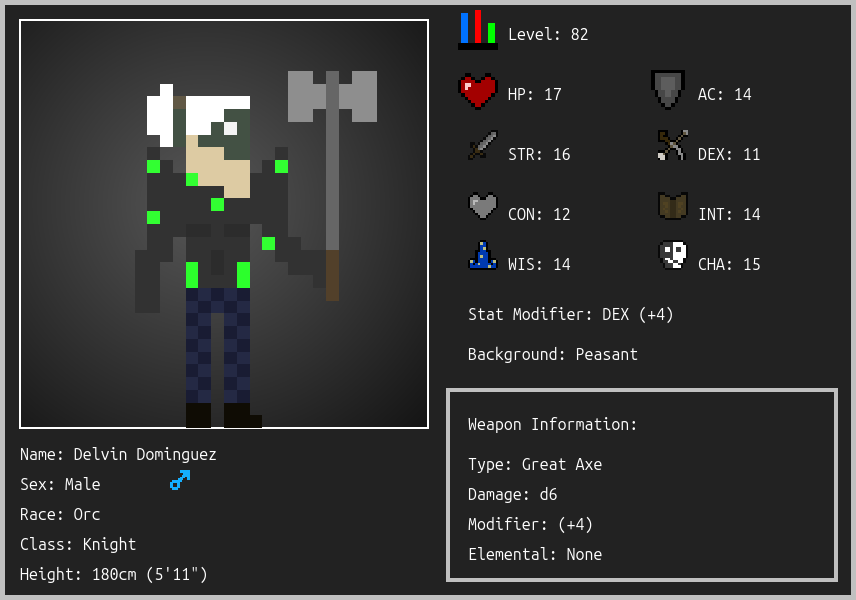 Level: 82
HP: 17
AC: 14
STR: 16
DEX: 11
CON: 12
INT: 14
WIS: 14
CHA: 15
Stat Modifier: DEX (+4)
Background: Peasant
Weapon Information:
Type: Great Axe
Damage: d6
Modifier: (+4)
Elemental: None
Name: Delvin Dominguez
Sex: Male
Race: Orc
Class: Knight
Height: 180cm (5'11")